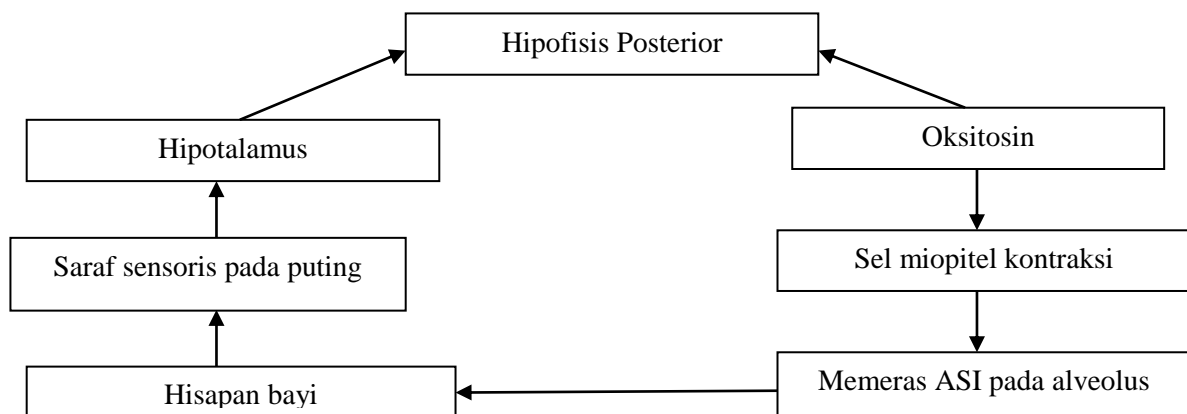 Hipofisis Posterior
Hipotalamus
Oksitosin
Saraf sensoris pada puting
Sel miopitel kontraksi
Hisapan bayi
Memeras ASI pada alveolus